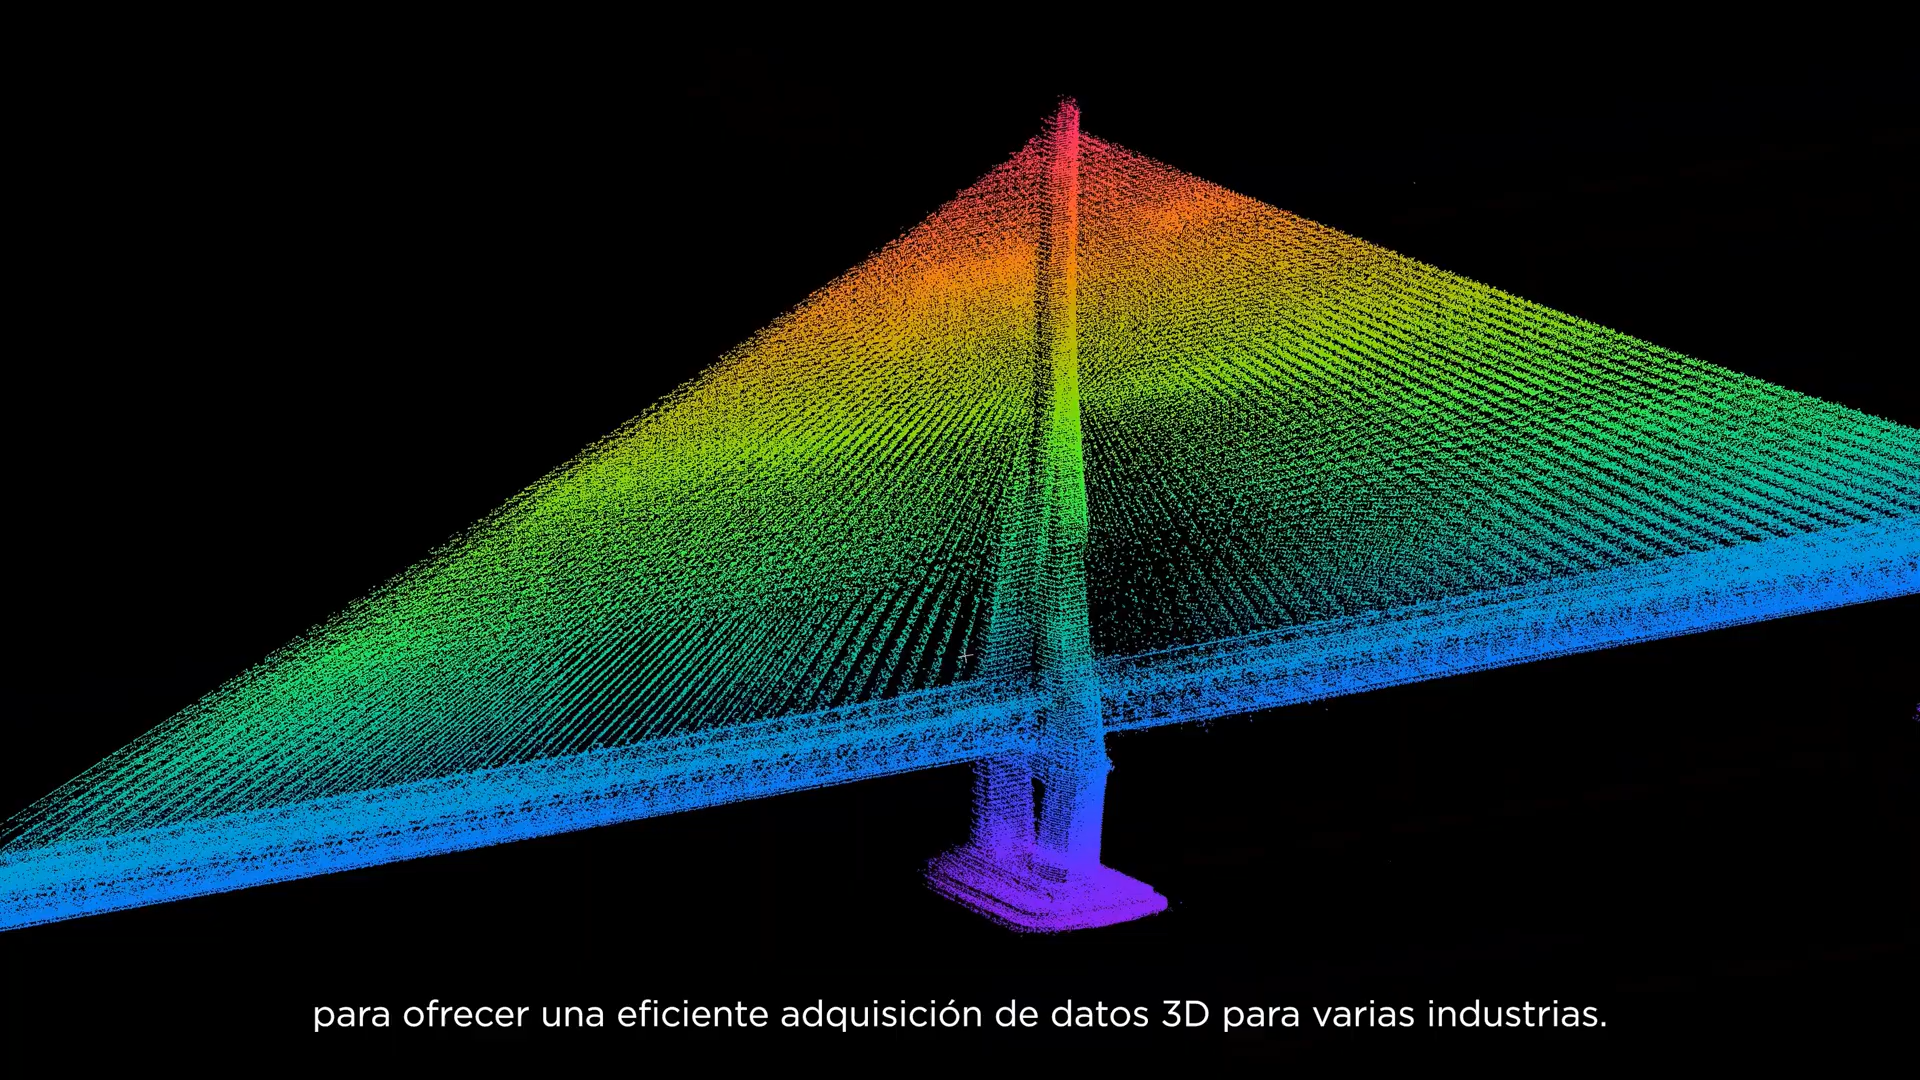 para ofrecer una eficiente adquisición de datos 3D para varias industrias.